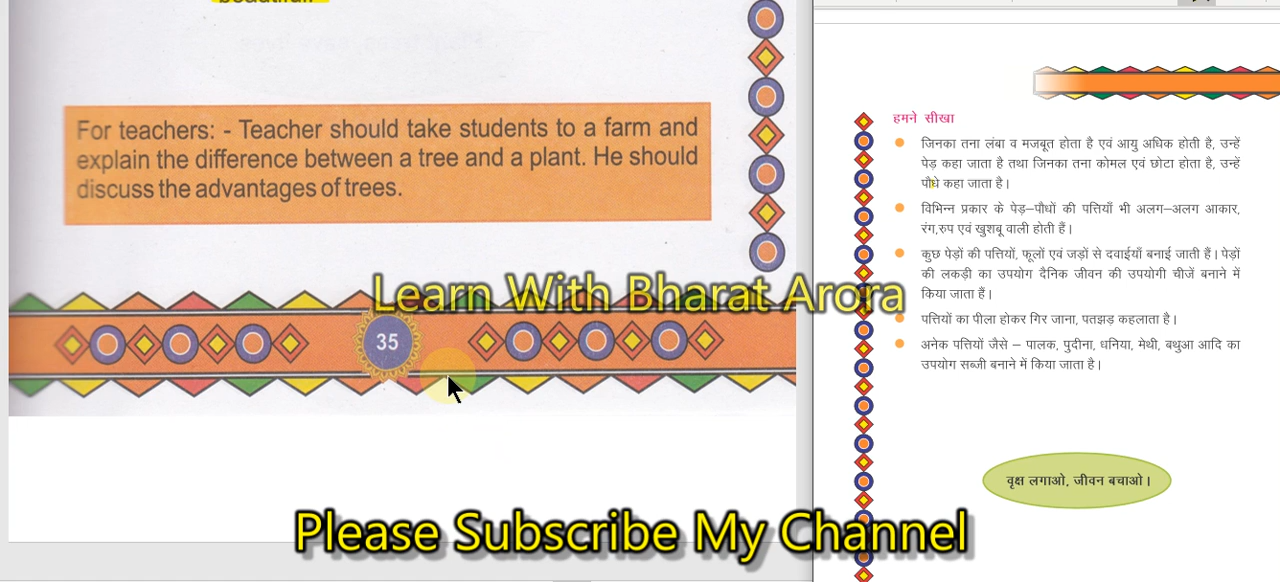 beautiful.
For teachers: - Teacher should take students to a farm and
explain the difference between a tree and a plant. He should
discuss the advantages of trees.
35
हमने सीखा
जिनका तना लंबा व मजबूत होता है एवं आयु अधिक होती है, उन्हें
पेड़ कहा जाता है तथा जिनका तना कोमल एवं छोटा होता है, उन्हें
पौधे कहा जाता है।
विभिन्न प्रकार के पेड़–पौधों की पत्तियाँ भी अलग–अलग आकार,
रंग,रुप एवं खुशबू वाली होती हैं।
कुछ पेड़ों की पत्तियों, फूलों एवं जड़ों से दवाईयाँ बनाई जाती हैं। पेड़ों
की लकड़ी का उपयोग दैनिक जीवन की उपयोगी चीजें बनाने में
किया जाता हैं।
पत्तियों का पीला होकर गिर जाना, पतझड़ कहलाता है।
अनेक पत्तियों जैसे – पालक, पुदीना, धनिया, मेथी, बथुआ आदि का
उपयोग सब्जी बनाने में किया जाता है।
वृक्ष लगाओ, जीवन बचाओ।
Learn With Bharat Arora
Please Subscribe My Channel